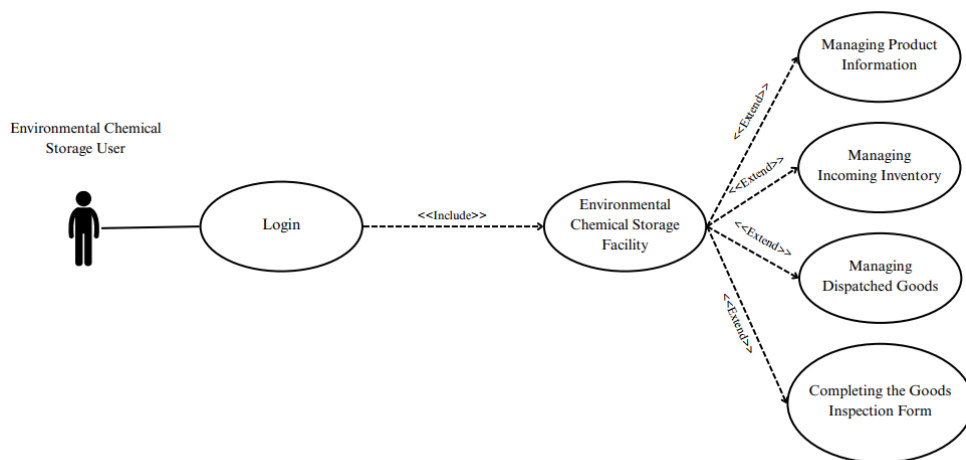 Environmental Chemical
Storage User
Login
<<Include>>
Environmental
Chemical Storage
Facility
<<Extend>>
<<Extend>>
<<Extend>>
<<Extend>>
Managing Product
Information
Managing
Incoming Inventory
Managing
Dispatched Goods
Completing the Goods
Inspection Form